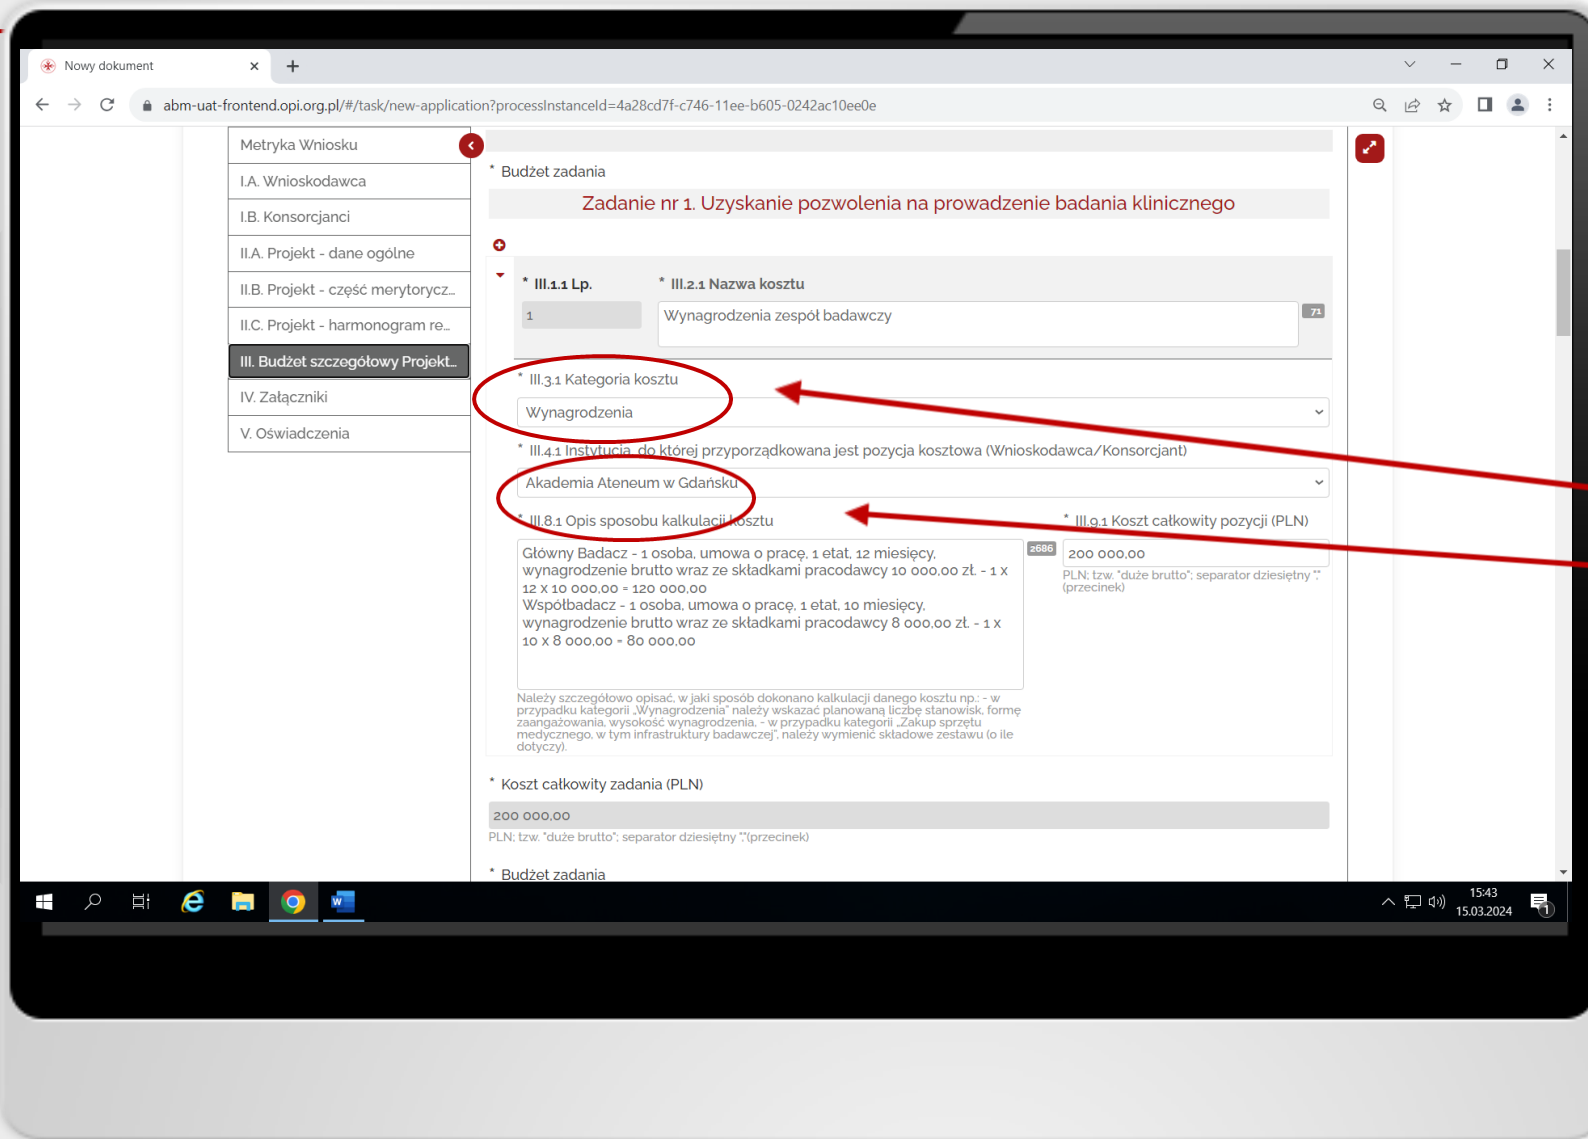 Nowy dokument
abm-uat-frontend.opi.org.pl/#/task/new-application?processInstanceId=4a28cd7f-c746-11ee-b605-0242ac10ee0e
Metryka Wniosku
I.A. Wnioskodawca
I.B. Konsorcjanci
II.A. Projekt - dane ogólne
II.B. Projekt - część merytorycz...
II.C. Projekt - harmonogram re...
III. Budżet szczegółowy Projekt...
IV. Załączniki
V. Oświadczenia
* Budżet zadania
Zadanie nr 1. Uzyskanie pozwolenia na prowadzenie badania klinicznego
* III.1.1 Lp.
* III.2.1 Nazwa kosztu
1
Wynagrodzenia zespół badawczy
71
* III.3.1 Kategoria kosztu
Wynagrodzenia
* III.4.1 Instytucja, do której przyporządkowana jest pozycja kosztowa (Wnioskodawca/Konsorcjant)
Akademia Ateneum w Gdańsku
* III.8.1 Opis sposobu kalkulacji kosztu
* III.9.1 Koszt całkowity pozycji (PLN)
Główny Badacz - 1 osoba, umowa o pracę, 1 etat, 12 miesięcy,
wynagrodzenie brutto wraz ze składkami pracodawcy 10 000,00 zł. - 1 x
12 x 10 000,00 = 120 000,00
Współbadacz - 1 osoba, umowa o pracę, 1 etat, 10 miesięcy,
wynagrodzenie brutto wraz ze składkami pracodawcy 8 000,00 zł. - 1 x
10 x 8 000,00 = 80 000,00
2686
200 000,00
PLN; tzw. "duże brutto"; separator dziesiętny ","
(przecinek)
Należy szczegółowo opisać, w jaki sposób dokonano kalkulacji danego kosztu np.: - w
przypadku kategorii „Wynagrodzenia" należy wskazać planowaną liczbę stanowisk, formę
zaangażowania, wysokość wynagrodzenia, - w przypadku kategorii „Zakup sprzętu
medycznego, w tym infrastruktury badawczej", należy wymienić składowe zestawu (o ile
dotyczy).
* Koszt całkowity zadania (PLN)
200 000,00
PLN; tzw. "duże brutto"; separator dziesiętny ","(przecinek)
* Budżet zadania
15:43
15.03.2024
1